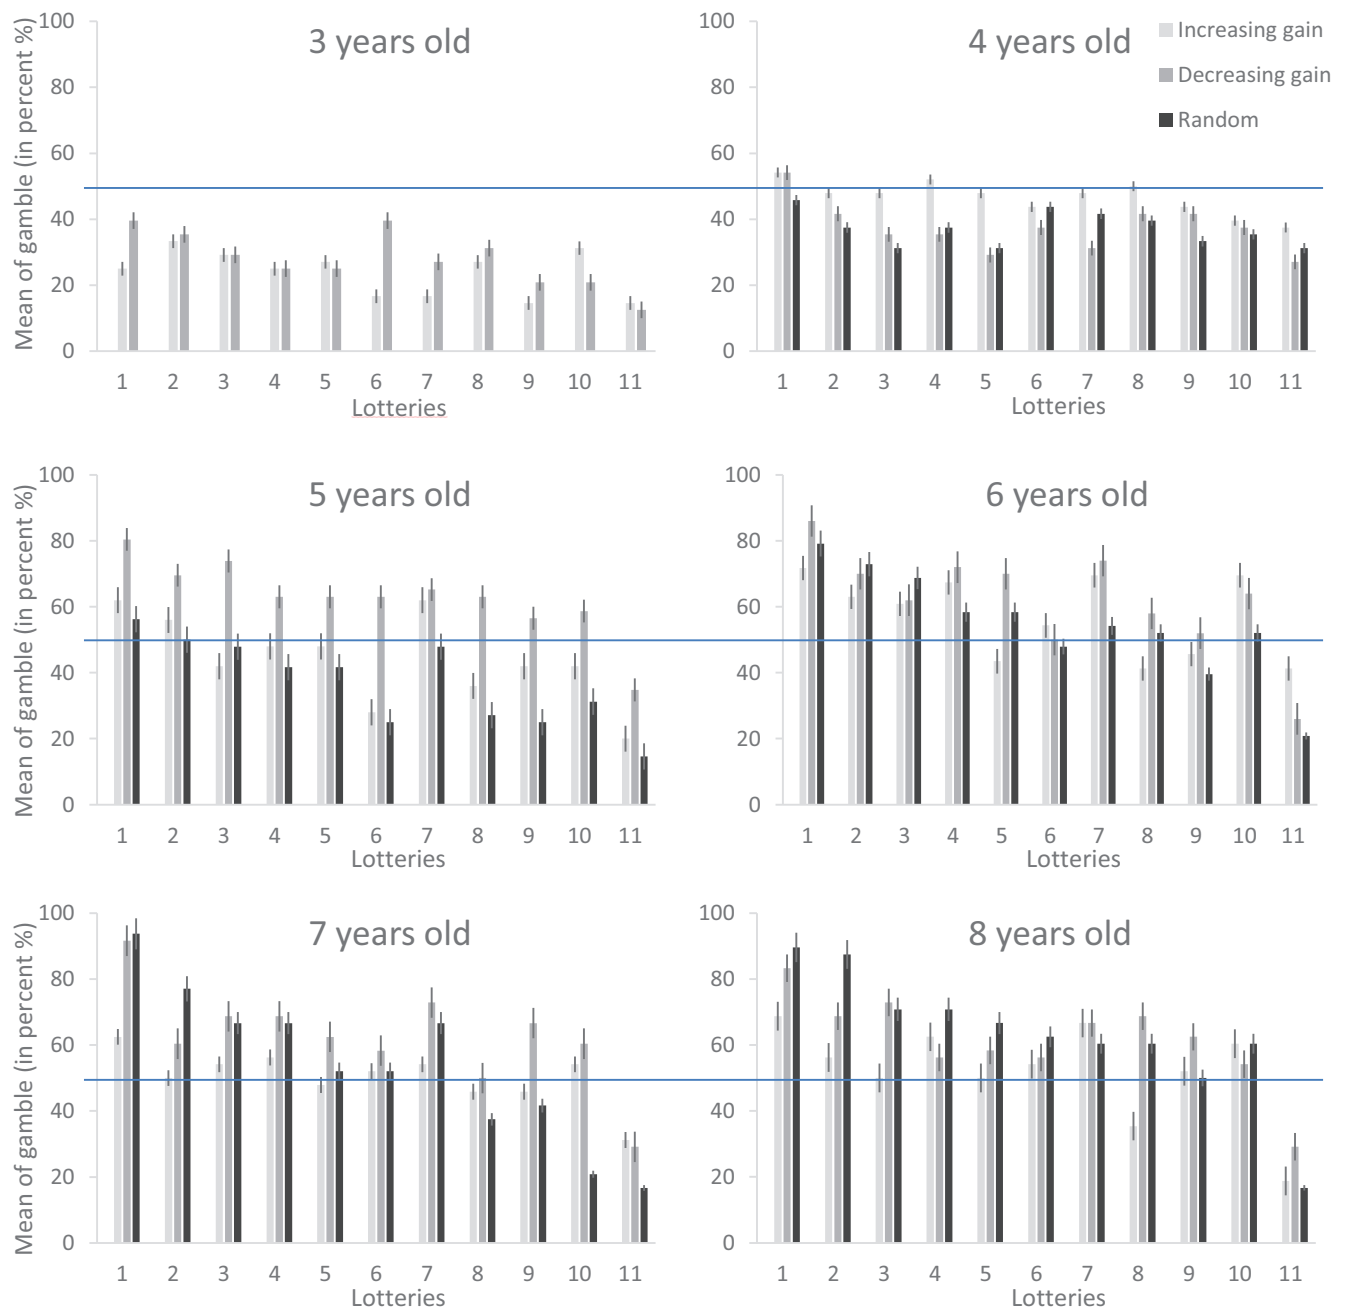 3 years old
Mean of gamble (in percent %)
100
80
60
40
20
0
1 2 3 4 5 6 7 8 9 10 11
Lotteries
4 years old
Increasing gain
Decreasing gain
Random
100
80
60
40
20
0
1 2 3 4 5 6 7 8 9 10 11
Lotteries
5 years old
Mean of gamble (in percent %)
100
80
60
40
20
0
1 2 3 4 5 6 7 8 9 10 11
Lotteries
6 years old
100
80
60
40
20
0
1 2 3 4 5 6 7 8 9 10 11
Lotteries
7 years old
Mean of gamble (in percent %)
100
80
60
40
20
0
1 2 3 4 5 6 7 8 9 10 11
Lotteries
8 years old
100
80
60
40
20
0
1 2 3 4 5 6 7 8 9 10 11
Lotteries